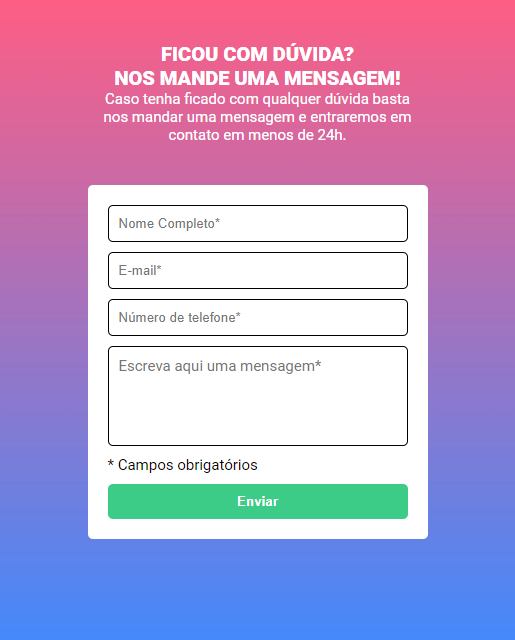 FICOU COM DÚVIDA?
NOS MANDE UMA MENSAGEM!
Caso tenha ficado com qualquer dúvida basta
nos mandar uma mensagem e entraremos em
contato em menos de 24h.
Nome Completo*
E-mail*
Número de telefone*
Escreva aqui uma mensagem*
* Campos obrigatórios
Enviar